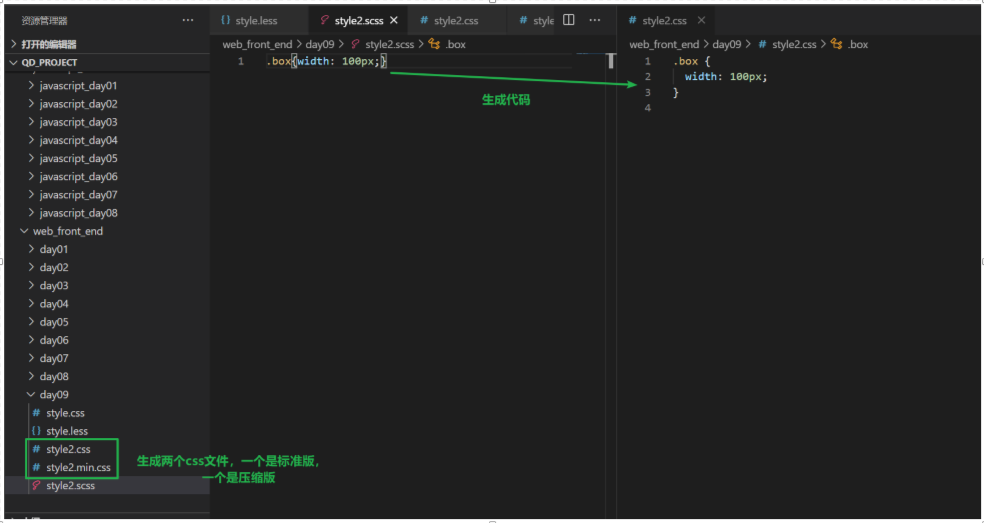 资源管理器
···
打开的编辑器
QD_PROJECT
javascript_day01
javascript_day02
javascript_day03
javascript_day04
javascript_day05
javascript_day06
javascript_day07
javascript_day08
web_front_end
day01
day02
day03
day04
day05
day06
day07
day08
day09
# style.css
{} style.less
# style2.css
# style2.min.css
style2.scss
{} style.less
style2.scss
# style2.css
# style
···
web_front_end > day09 > style2.scss > .box
1 .box{width: 100px;}
生成代码
生成两个css文件，一个是标准版，
一个是压缩版
# style2.css
web_front_end > day09 > # style2.css > .box
1 .box {
2 width: 100px;
3 }
4